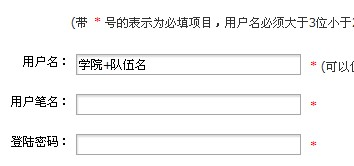 (带 * 号的表示为必填项目，用户名必须大于3位小于
用户名： 学院+队伍名 * (可以
用户笔名： *
登陆密码： *